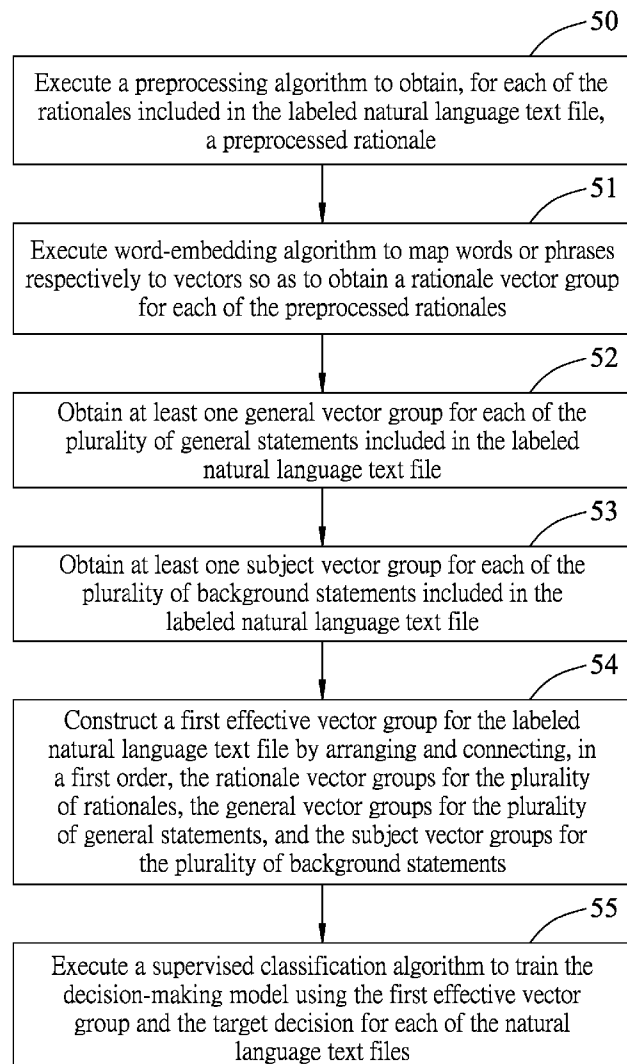 50
Execute a preprocessing algorithm to obtain, for each of the
rationales included in the labeled natural language text file,
a preprocessed rationale
51
Execute word-embedding algorithm to map words or phrases
respectively to vectors so as to obtain a rationale vector group
for each of the preprocessed rationales
52
Obtain at least one general vector group for each of the
plurality of general statements included in the labeled
natural language text file
53
Obtain at least one subject vector group for each of the
plurality of background statements included in the
labeled natural language text file
54
Construct a first effective vector group for the labeled
natural language text file by arranging and connecting, in
a first order, the rationale vector groups for the plurality
of rationales, the general vector groups for the plurality
of general statements, and the subject vector groups for
the plurality of background statements
55
Execute a supervised classification algorithm to train the
decision-making model using the first effective vector
group and the target decision for each of the natural
language text files